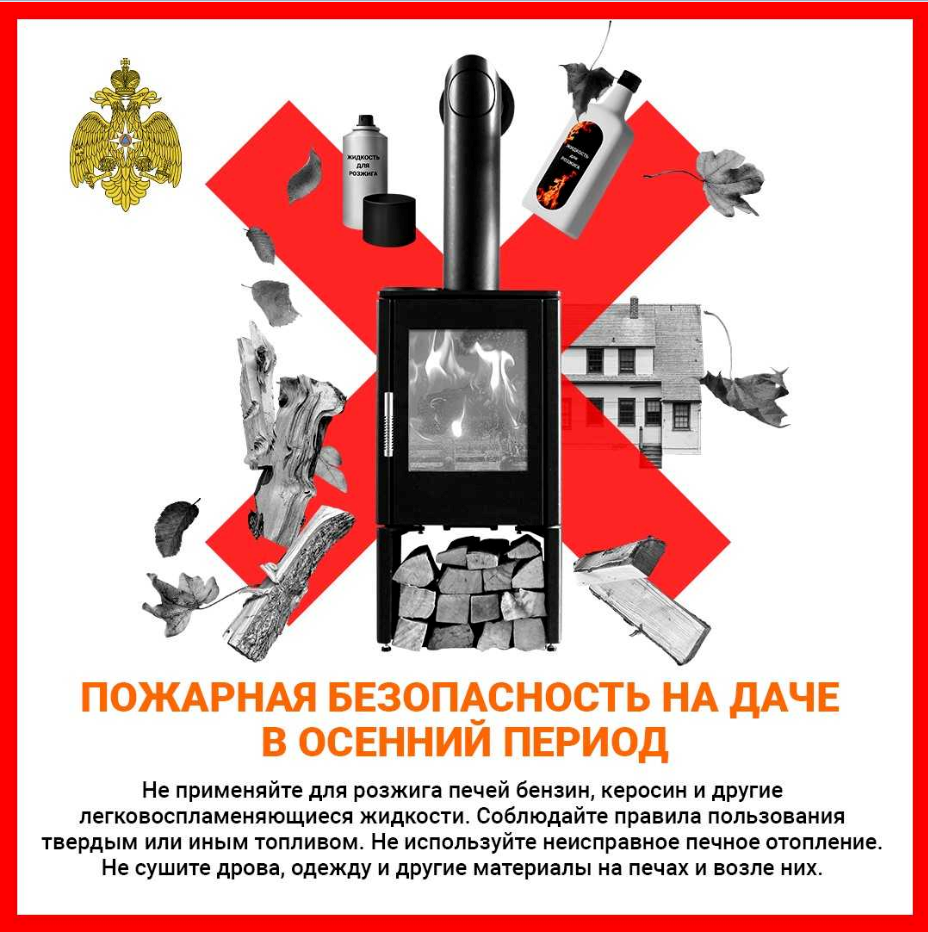 ЖИДКОСТЬ
ДЛЯ
РОЗЖИГА
ЖИДКОСТЬ
ДЛЯ
РОЗЖИГА
ПОЖАРНАЯ БЕЗОПАСНОСТЬ НА ДАЧЕ
В ОСЕННИЙ ПЕРИОД
Не применяйте для розжига печей бензин, керосин и другие
легковоспламеняющиеся жидкости. Соблюдайте правила пользования
твердым или иным топливом. Не используйте неисправное печное отопление.
Не сушите дрова, одежду и другие материалы на печах и возле них.